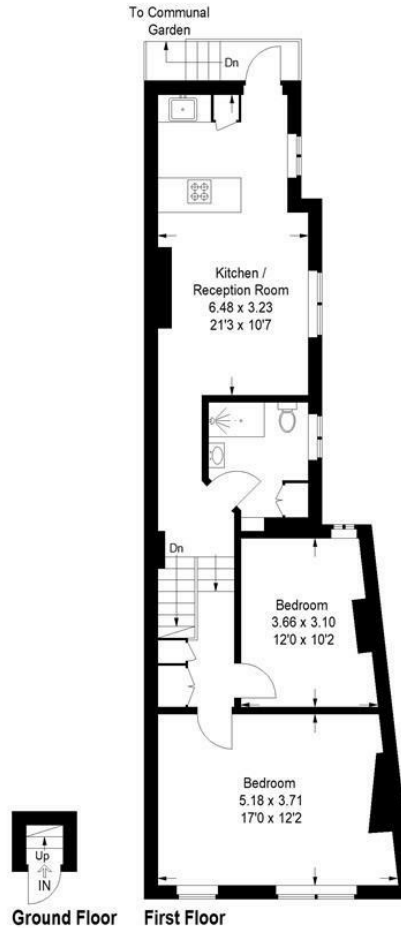 To Communal
Garden
Dn
Kitchen /
Reception Room
6.48 x 3.23
21'3 x 10'7
Dn
Bedroom
3.66 x 3.10
12'0 x 10'2
Bedroom
5.18 x 3.71
17'0 x 12'2
Up
IN
Ground Floor
First Floor